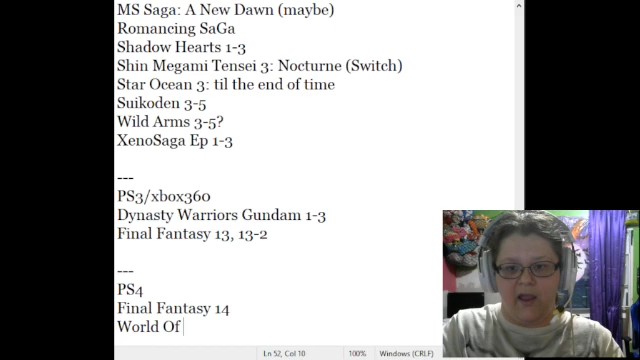 MS Saga: A New Dawn (maybe)
Romancing SaGa
Shadow Hearts 1-3
Shin Megami Tensei 3: Nocturne (Switch)
Star Ocean 3: til the end of time
Suikoden 3-5
Wild Arms 3-5?
XenoSaga Ep 1-3
---
PS3/xbox360
Dynasty Warriors Gundam 1-3
Final Fantasy 13, 13-2
---
PS4
Final Fantasy 14
World Of
Ln 52, Col 10 100% Windows (CRLF)